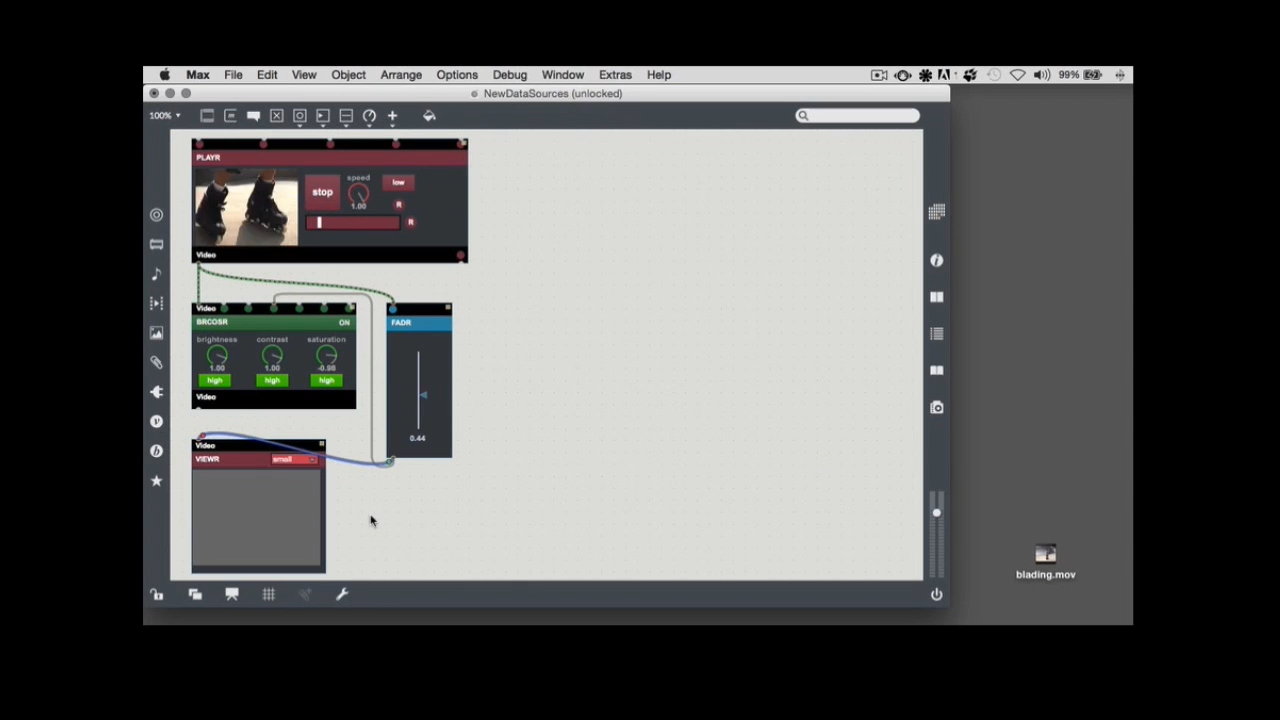 Max File Edit View Object Arrange Options Debug Window Extras Help 99%
NewDataSources (unlocked)
100%
PLAYR
stop
speed
1.00
low
R
R
Video
Video
BRCOSR ON
brightness contrast saturation
1.00 1.00 -0.98
high high high
Video
FADR
0.44
Video
VIEWR small
blading.mov